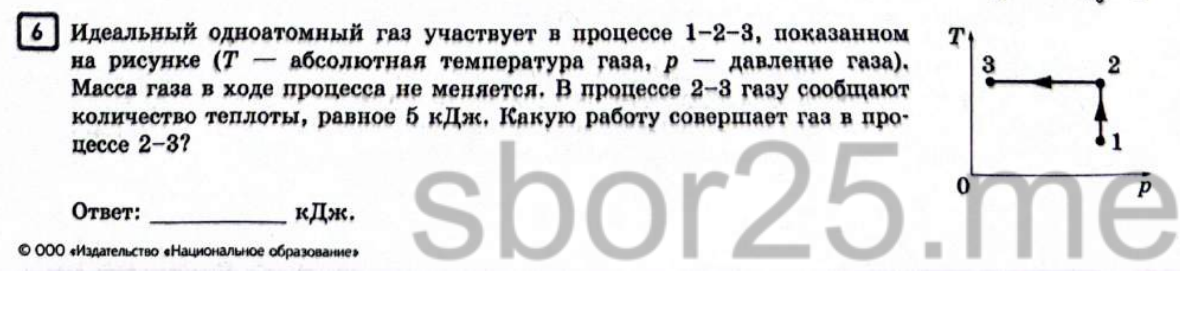 6 Идеальный одноатомный газ участвует в процессе 1–2–3, показанном
на рисунке (T — абсолютная температура газа, p — давление газа).
Масса газа в ходе процесса не меняется. В процессе 2–3 газу сообщают
количество теплоты, равное 5 кДж. Какую работу совершает газ в про-
цессе 2–3?
Ответ: ____________ кДж.
© ООО «Издательство «Национальное образование»
T
3
2
1
0
p
sbor25.me